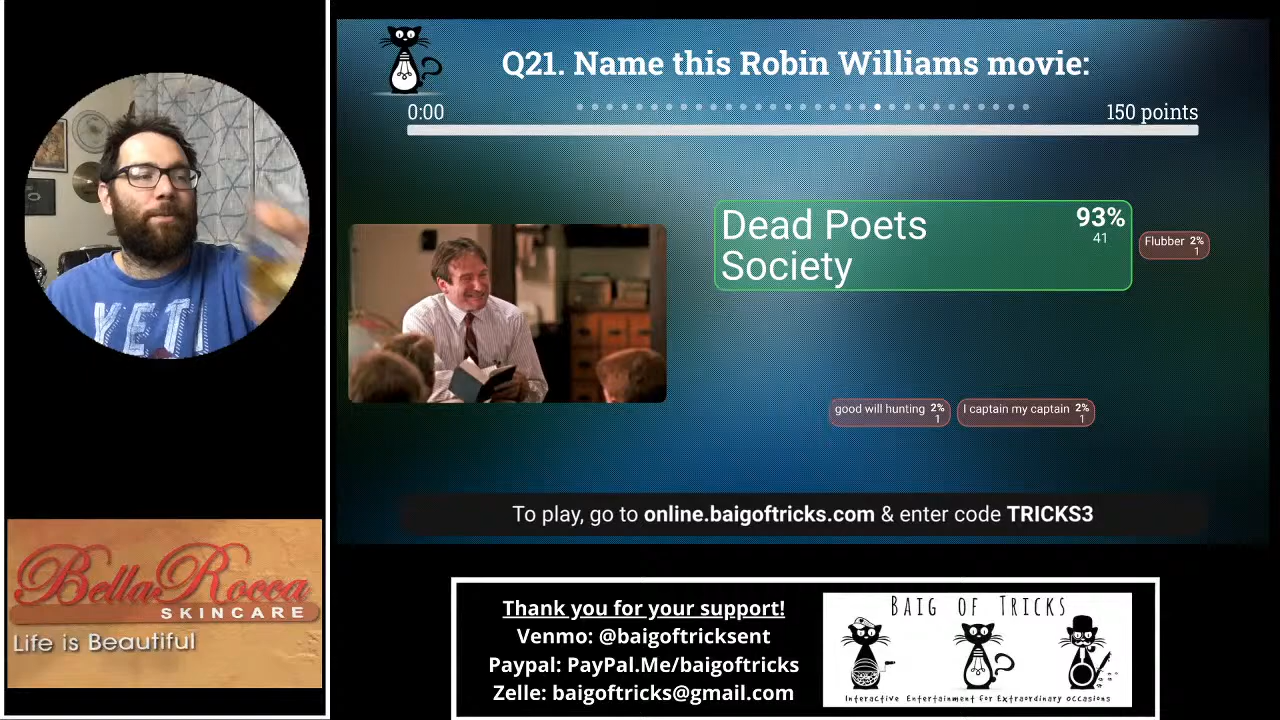 Q21. Name this Robin Williams movie:
0:00
150 points
Dead Poets
Society
93%
41
Flubber 2%
1
good will hunting 2%
1
I captain my captain 2%
1
To play, go to online.baigoftricks.com & enter code TRICKS3
YETI
BellaRocca
SKINCARE
Life is Beautiful
Thank you for your support!
Venmo: @baigoftricksent
Paypal: PayPal.Me/baigoftricks
Zelle: baigoftricks@gmail.com
BAIG OF TRICKS
Interactive Entertainment for Extraordinary occasions